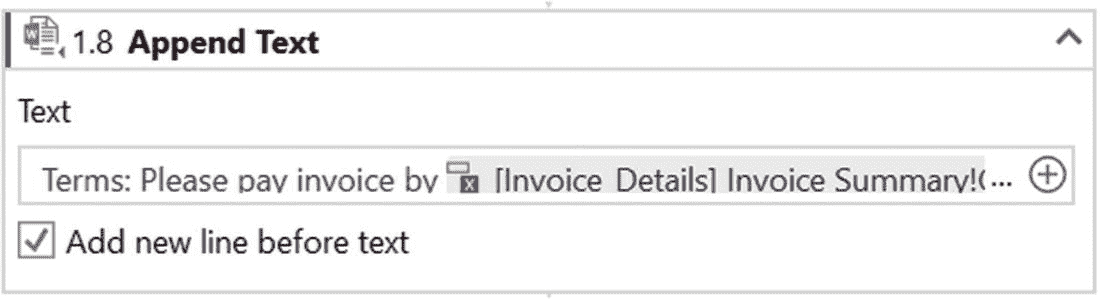 1.8 Append Text
Text
Terms: Please pay invoice by [Invoice_Details] Invoice Summary!...
Add new line before text